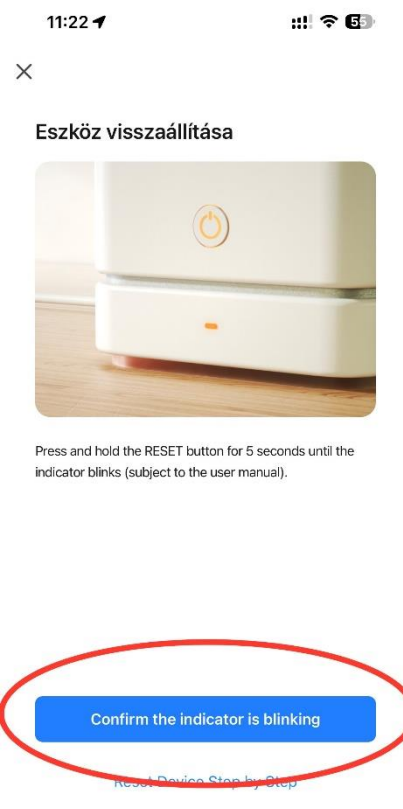 11:22
55
Eszköz visszaállítása
Press and hold the RESET button for 5 seconds until the
indicator blinks (subject to the user manual).
Confirm the indicator is blinking
Reset Device Step by Step